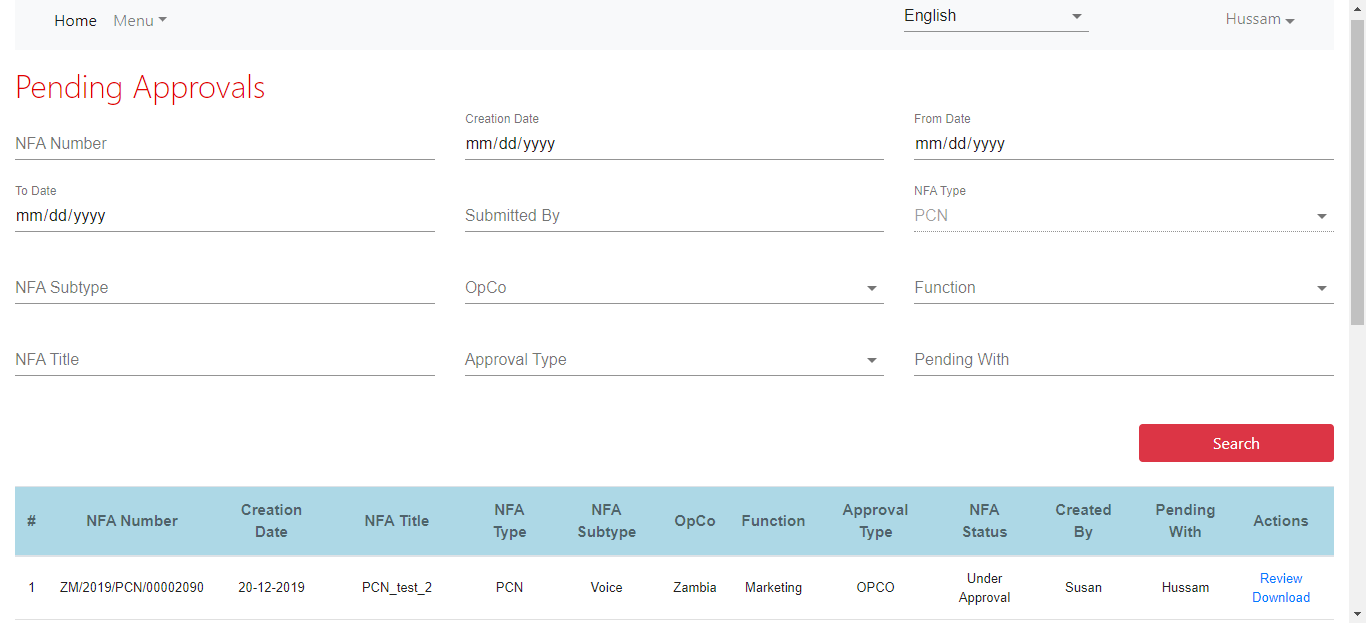 Home Menu English Hussam
Pending Approvals
Creation Date From Date
NFA Number mm/dd/yyyy mm/dd/yyyy
To Date NFA Type
mm/dd/yyyy Submitted By PCN
NFA Subtype OpCo Function
NFA Title Approval Type Pending With
Search
# NFA Number Creation Date NFA Title NFA Type NFA Subtype OpCo Function Approval Type NFA Status Created By Pending With Actions
1 ZM/2019/PCN/00002090 20-12-2019 PCN_test_2 PCN Voice Zambia Marketing OPCO Under Approval Susan Hussam Review Download